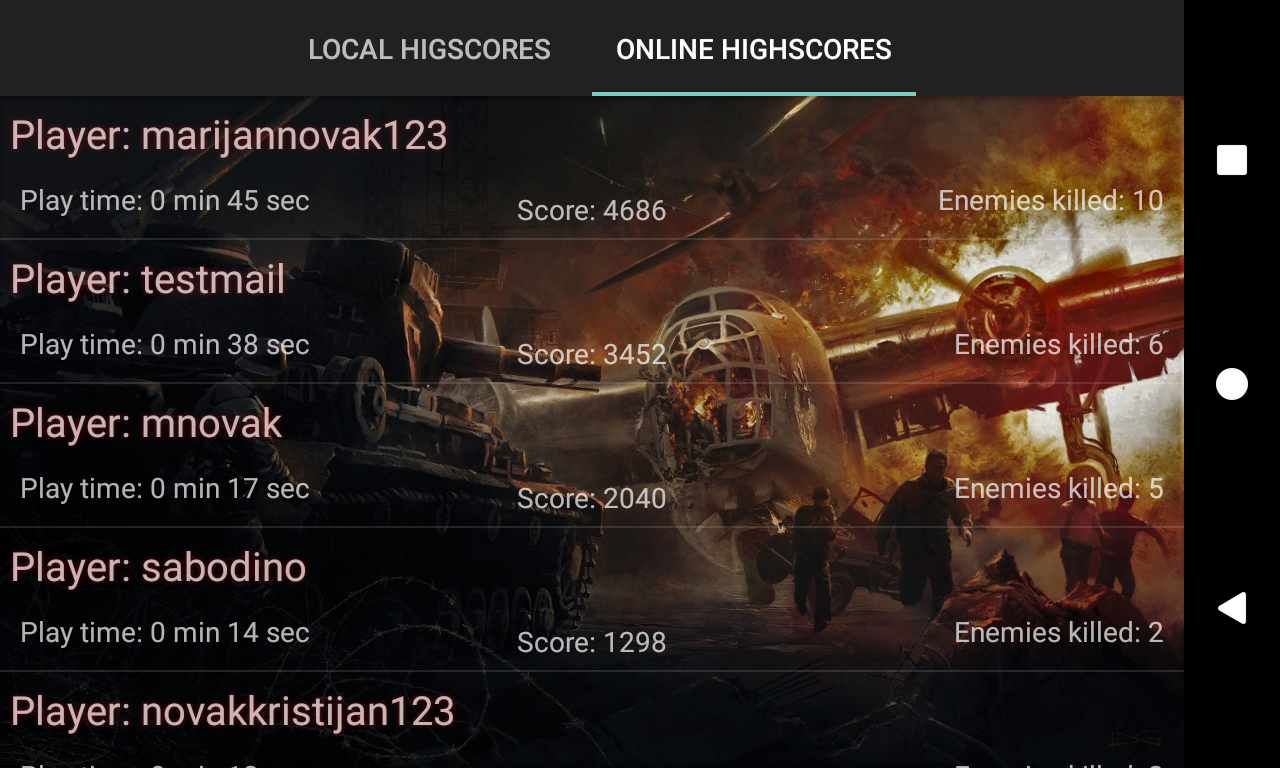 LOCAL HIGSCORES
ONLINE HIGHSCORES
Player: marijannovak123
Play time: 0 min 45 sec
Score: 4686
Enemies killed: 10
Player: testmail
Play time: 0 min 38 sec
Score: 3452
Enemies killed: 6
Player: mnovak
Play time: 0 min 17 sec
Score: 2040
Enemies killed: 5
Player: sabodino
Play time: 0 min 14 sec
Score: 1298
Enemies killed: 2
Player: novakkristijan123